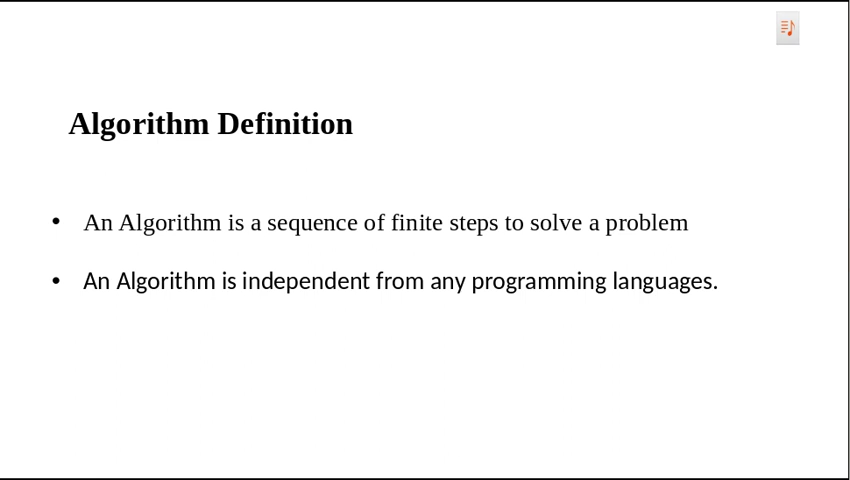 Algorithm Definition
• An Algorithm is a sequence of finite steps to solve a problem
• An Algorithm is independent from any programming languages.